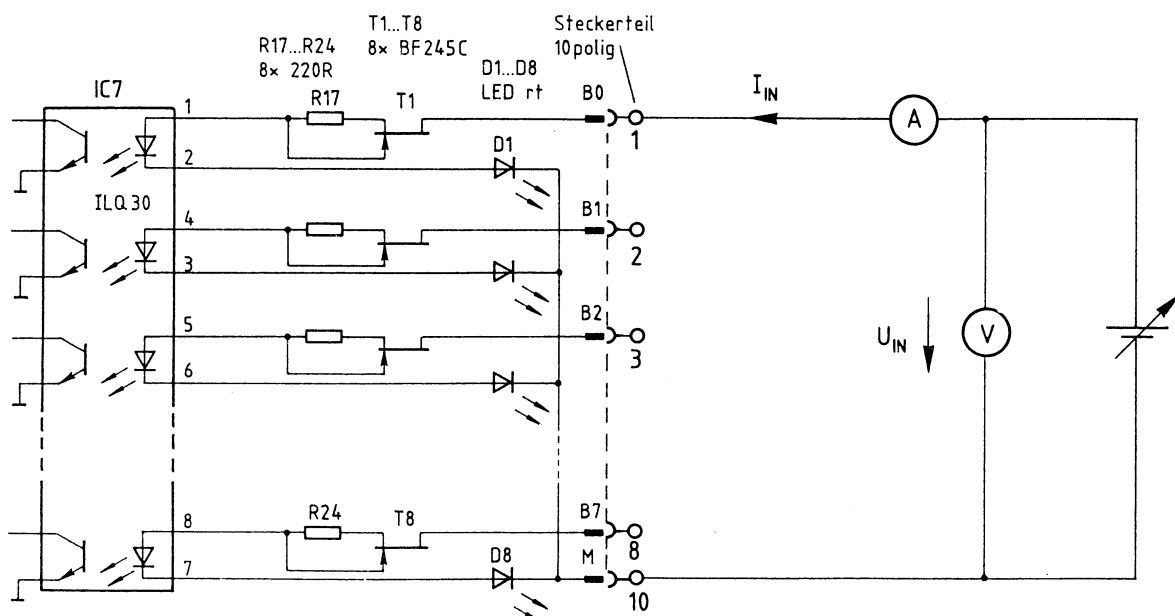 T1...T8
8x BF245C
Steckerteil
10polig
R17...R24
8x 220R
D1...D8
LED rt
IC7
1
R17
T1
B0
1
I_IN
A
2
D1
ILQ30
4
B1
2
3
5
B2
3
6
U_IN
V
8
R24
T8
B7
8
7
D8
M
10